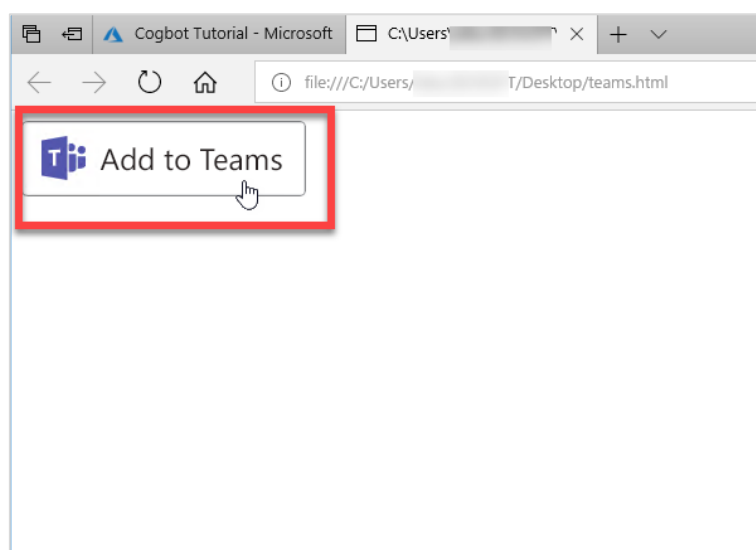 Cogbot Tutorial - Microsoft
C:\Users\
file:///C:/Users/ T/Desktop/teams.html
T
Add to Teams